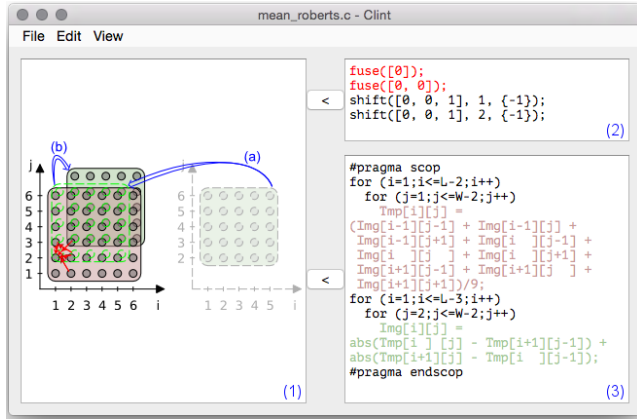 mean_roberts.c - Clint
File Edit View
(b)
(a)
j
j
6
5
4
3
2
1
6
5
4
3
2
1
1 2 3 4 5 6 i
1 2 3 4 5 i
(1)
<
fuse([0]);
fuse([0, 0]);
shift([0, 0, 1], 1, {-1});
shift([0, 0, 1], 2, {-1});
(2)
<
#pragma scop
for (i=1;i<=L-2;i++)
for (j=1;j<=W-2;j++)
Tmp[i][j] =
(Img[i-1][j-1] + Img[i-1][j] +
Img[i-1][j+1] + Img[i ][j-1] +
Img[i ][j ] + Img[i ][j+1] +
Img[i+1][j-1] + Img[i+1][j ] +
Img[i+1][j+1])/9;
for (i=1;i<=L-3;i++)
for (j=2;j<=W-2;j++)
Img[i][j] =
abs(Tmp[i ] [j] - Tmp[i+1][j-1]) +
abs(Tmp[i+1][j] - Tmp[i ][j-1]);
#pragma endscop
(3)